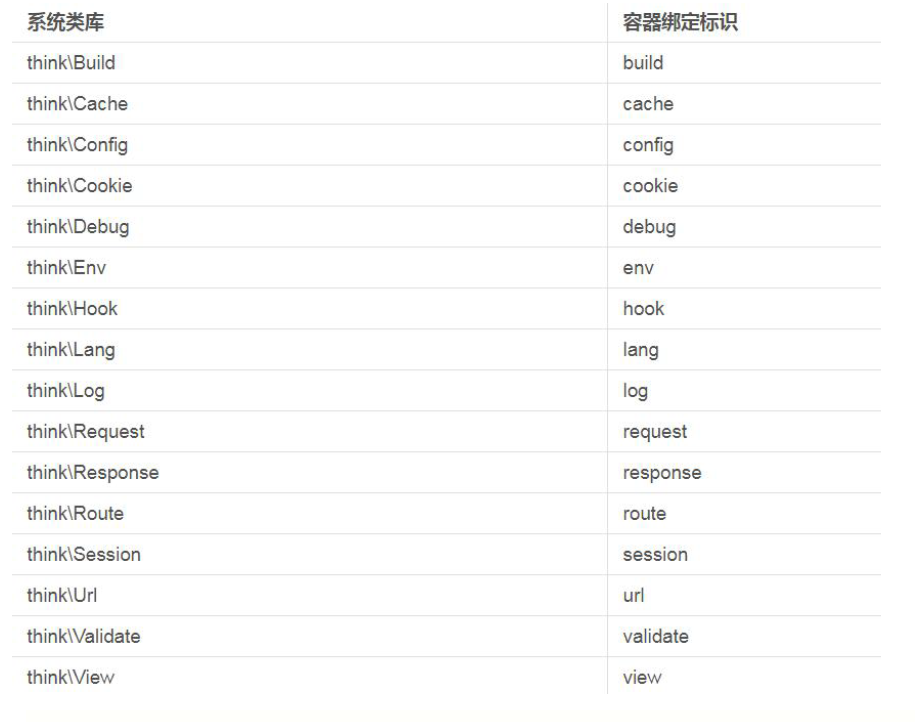 系统类库 容器绑定标识
think\Build build
think\Cache cache
think\Config config
think\Cookie cookie
think\Debug debug
think\Env env
think\Hook hook
think\Lang lang
think\Log log
think\Request request
think\Response response
think\Route route
think\Session session
think\Url url
think\Validate validate
think\View view